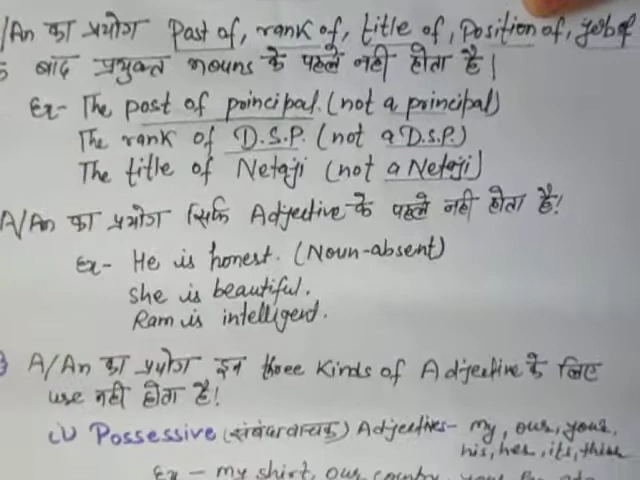 /An का प्रयोग Post of, rank of, title of, Position of, job of
के बाद प्रयुक्त nouns के पहले नहीं होता है|
Ex- The post of principal. (not a principal)
The rank of D.S.P. (not a D.S.P.)
The title of Netaji (not a Netaji)
A/An का प्रयोग सिर्फ Adjective के पहले नहीं होता है!
Ex- He is honest. (Noun-absent)
She is beautiful.
Ram is intelligent.
A/An का प्रयोग इन three kinds of Adjective के लिए
use नहीं होता है!
(i) Possessive (संबंधवाचक) Adjectives- my, our, your,
his, her, its, their
Ex - my shirt, our country,